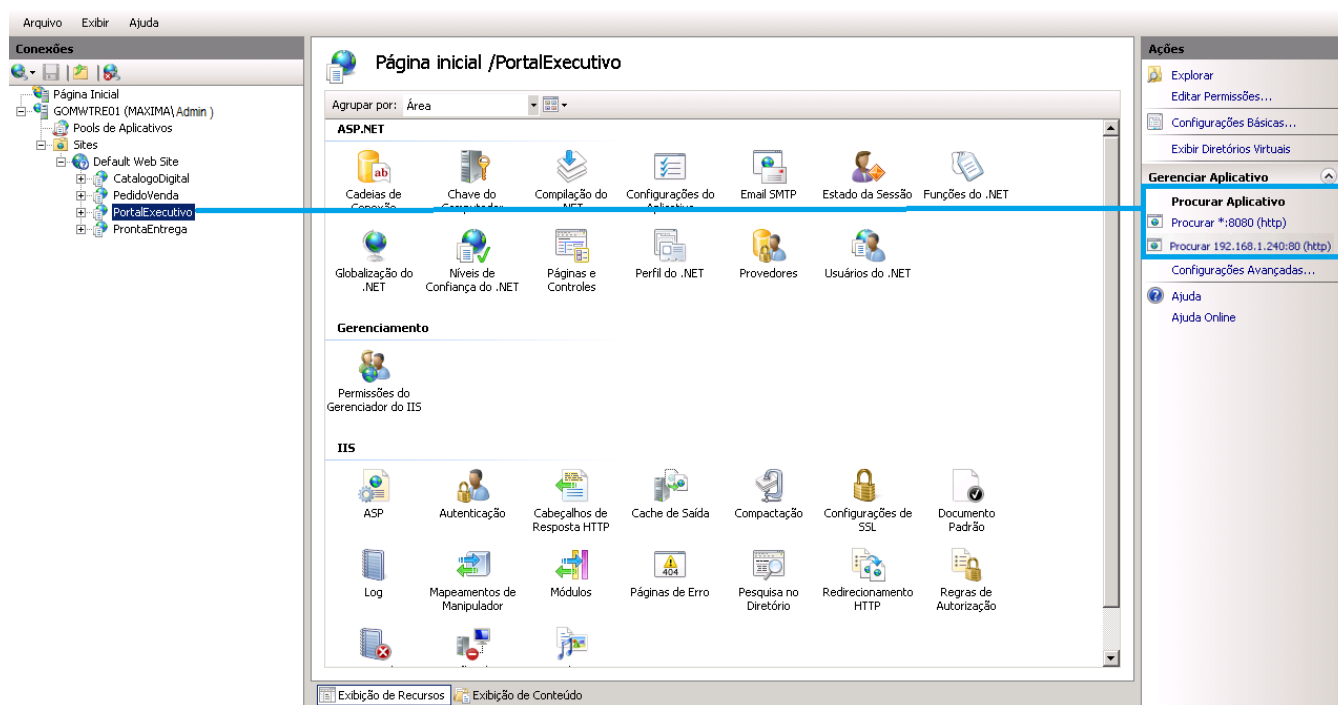 Arquivo Exibir Ajuda
Conexões
Página Inicial
GOMWTRE01 (MAXIMA\Admin )
Pools de Aplicativos
Sites
Default Web Site
CatalogoDigital
PedidoVenda
PortalExecutivo
ProntaEntrega
Página inicial /PortalExecutivo
Agrupar por: Área
ASP.NET
Cadeias de Conexão
Chave do Computador
Compilação do .NET
Configurações do Aplicativo
Email SMTP
Estado da Sessão
Funções do .NET
Globalização do .NET
Níveis de Confiança do .NET
Páginas e Controles
Perfil do .NET
Provedores
Usuários do .NET
Gerenciamento
Permissões do Gerenciador do IIS
IIS
ASP
Autenticação
Cabeçalhos de Resposta HTTP
Cache de Saída
Compactação
Configurações de SSL
Documento Padrão
Log
Mapeamentos de Manipulador
Módulos
404
Páginas de Erro
Pesquisa no Diretório
Redirecionamento HTTP
Regras de Autorização
Exibição de Recursos
Exibição de Conteúdo
Ações
Explorar
Editar Permissões...
Configurações Básicas...
Exibir Diretórios Virtuais
Gerenciar Aplicativo
Procurar Aplicativo
Procurar *:8080 (http)
Procurar 192.168.1.240:80 (http)
Configurações Avançadas...
Ajuda
Ajuda Online